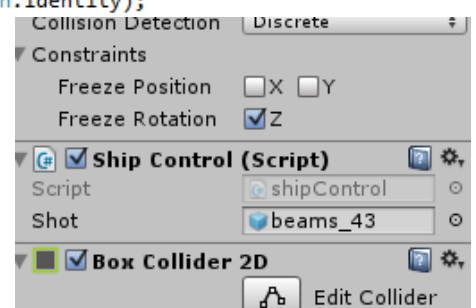 n.identity);
Collision Detection Discrete
Constraints
Freeze Position X Y
Freeze Rotation Z
Ship Control (Script)
Script shipControl
Shot beams_43
Box Collider 2D
Edit Collider